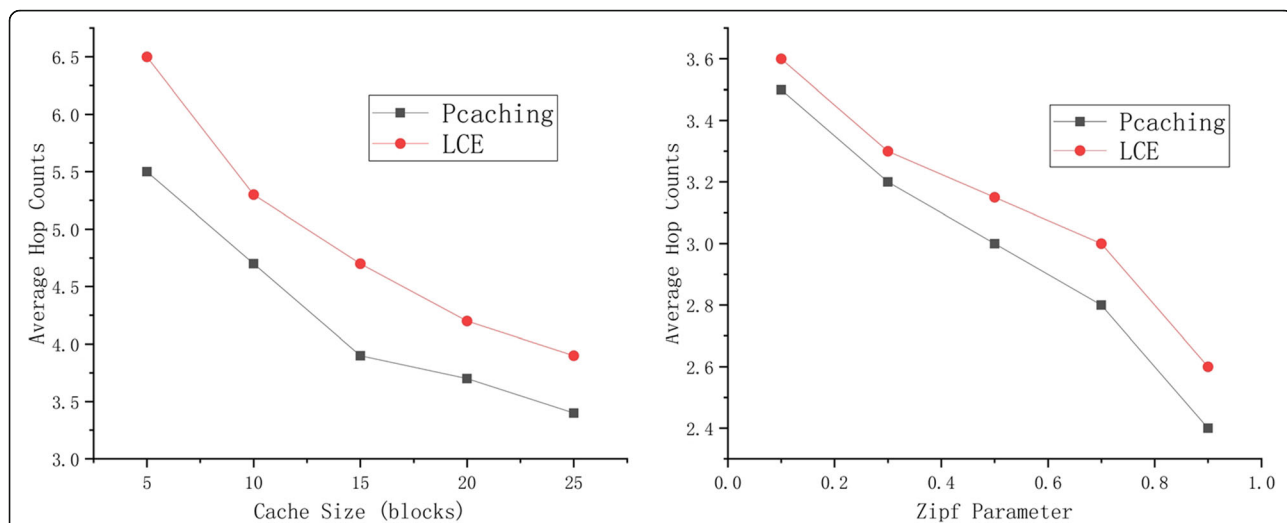 Average Hop Counts
6.5
6.0
5.5
5.0
4.5
4.0
3.5
3.0
5 10 15 20 25
Cache Size (blocks)
Pcaching
LCE
Average Hop Counts
3.6
3.4
3.2
3.0
2.8
2.6
2.4
0.0 0.2 0.4 0.6 0.8 1.0
Zipf Parameter
Pcaching
LCE